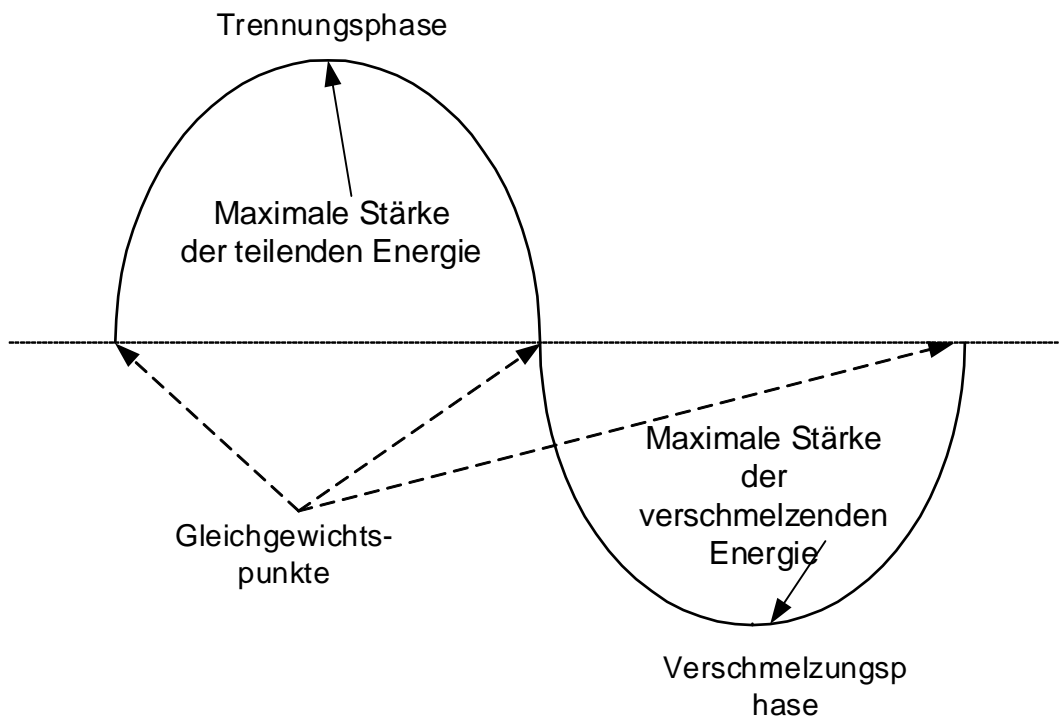 Trennungsphase
Maximale Stärke
der teilenden Energie
Maximale Stärke
der
verschmelzenden
Energie
Gleichgewichts-
punkte
Verschmelzungsp
hase